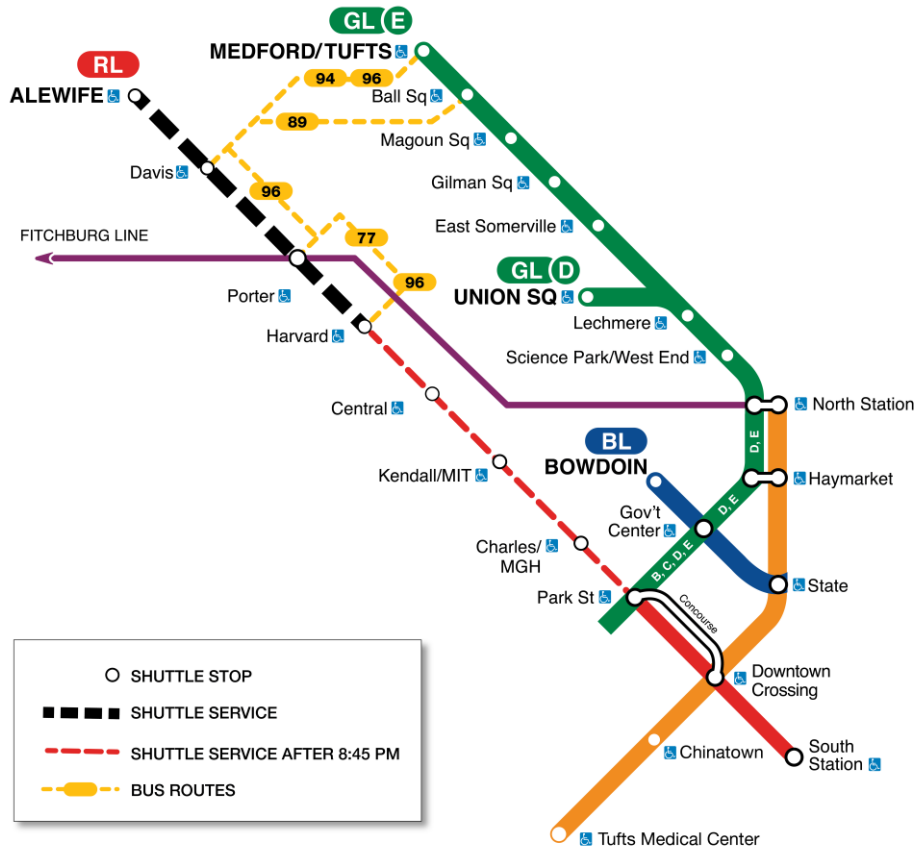 GL E
MEDFORD/TUFTS
RL
ALEWIFE
94
96
Ball Sq
89
Magoun Sq
Davis
Gilman Sq
96
East Somerville
77
FITCHBURG LINE
GL D
96
UNION SQ
Porter
Lechmere
Harvard
Science Park/West End
Central
North Station
D, E
BL
BOWDOIN
Kendall/MIT
Haymarket
D, E
Gov't
Center
Charles/
MGH
B, C, D, E
State
Park St
Concourse
Downtown
Crossing
SHUTTLE STOP
SHUTTLE SERVICE
SHUTTLE SERVICE AFTER 8:45 PM
BUS ROUTES
Chinatown
South
Station
Tufts Medical Center